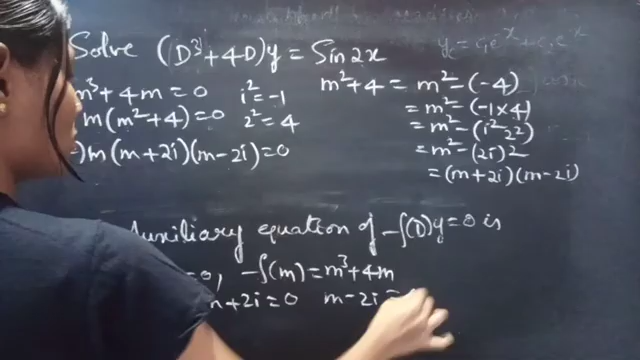 Solve (D³+4D)y = Sin2x
m³+4m=0
m(m²+4)=0
m(m+2i)(m-2i)=0
i²=-1
2²=4
m²+4 = m²-(-4)
= m²-(-1×4)
= m²-(i²2²)
= m²-(2i)²
= (m+2i)(m-2i)
Auxiliary equation of f(D)y=0 is
=0, f(m)=m³+4m
m+2i=0 m-2i=